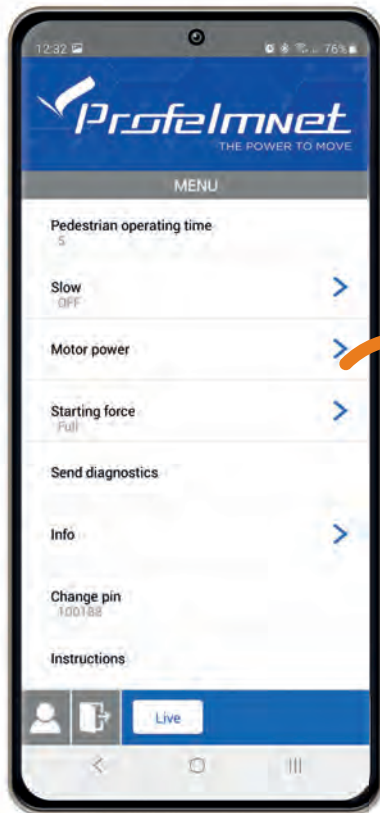 12:32
76%
Profelmnet
THE POWER TO MOVE
MENU
Pedestrian operating time
5
Slow
OFF
Motor power
Starting force
Full
Send diagnostics
Info
Change pin
100188
Instructions
Live